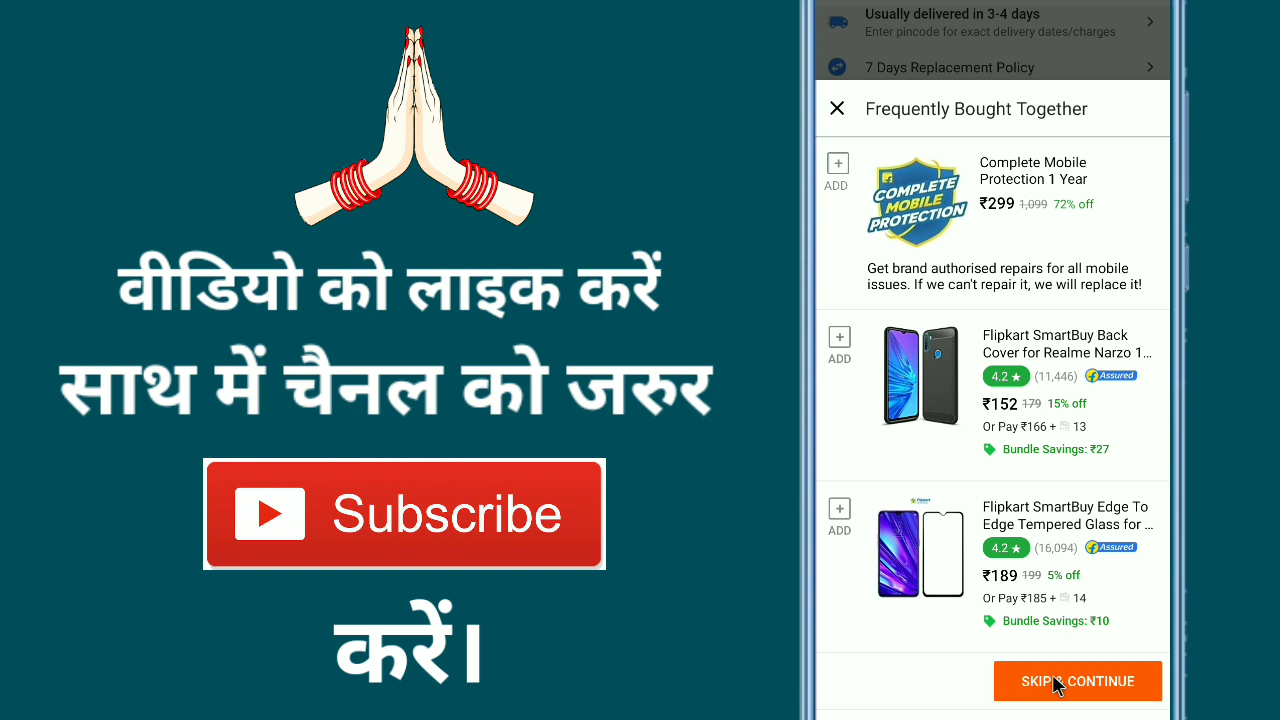 वीडियो को लाइक करें
साथ में चैनल को जरुर
Subscribe
करें।
Usually delivered in 3-4 days
Enter pincode for exact delivery dates/charges
7 Days Replacement Policy
Frequently Bought Together
ADD
COMPLETE
MOBILE
PROTECTION
Complete Mobile
Protection 1 Year
₹299 1,099 72% off
Get brand authorised repairs for all mobile
issues. If we can't repair it, we will replace it!
ADD
Flipkart SmartBuy Back
Cover for Realme Narzo 1...
4.2 ★ (11,446) Assured
₹152 179 15% off
Or Pay ₹166 + 13
Bundle Savings: ₹27
ADD
Flipkart
Flipkart SmartBuy Edge To
Edge Tempered Glass for ...
4.2 ★ (16,094) Assured
₹189 199 5% off
Or Pay ₹185 + 14
Bundle Savings: ₹10
SKIP & CONTINUE